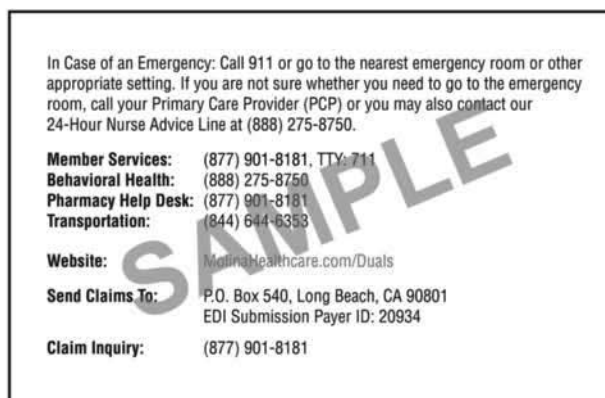 In Case of an Emergency: Call 911 or go to the nearest emergency room or other
appropriate setting. If you are not sure whether you need to go to the emergency
room, call your Primary Care Provider (PCP) or you may also contact our
24-Hour Nurse Advice Line at (888) 275-8750.
Member Services: (877) 901-8181, TTY: 711
Behavioral Health: (888) 275-8750
Pharmacy Help Desk: (877) 901-8181
Transportation: (844) 644-6353
Website: MolinaHealthcare.com/Duals
Send Claims To: P.O. Box 540, Long Beach, CA 90801
EDI Submission Payer ID: 20934
Claim Inquiry: (877) 901-8181
SAMPLE